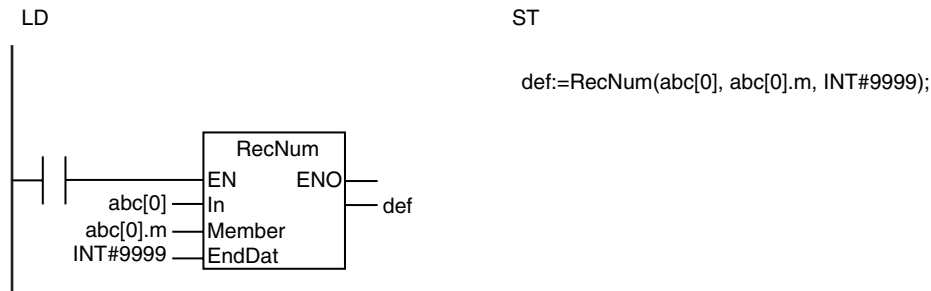 LD
ST
def:=RecNum(abc[0], abc[0].m, INT#9999);
RecNum
EN ENO
abc[0] In def
abc[0].m Member
INT#9999 EndDat